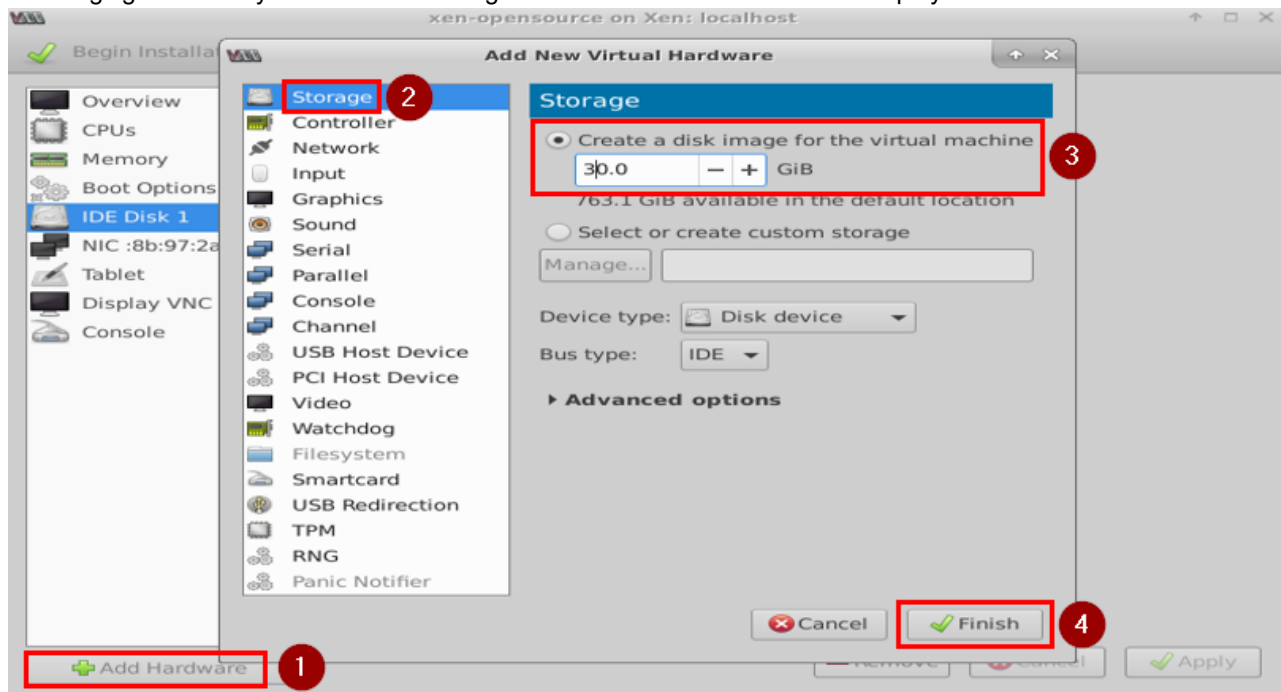 xen-opensource on Xen: localhost
Begin Installa
Add New Virtual Hardware
Overview
CPUs
Memory
Boot Options
IDE Disk 1
NIC :8b:97:2a
Tablet
Display VNC
Console
Add Hardware
1
Storage
2
Controller
Network
Input
Graphics
Sound
Serial
Parallel
Console
Channel
USB Host Device
PCI Host Device
Video
Watchdog
Filesystem
Smartcard
USB Redirection
TPM
RNG
Panic Notifier
Storage
Create a disk image for the virtual machine
3
30.0 − + GiB
763.1 GiB available in the default location
Select or create custom storage
Manage...
Device type: Disk device
Bus type: IDE
Advanced options
Cancel
Finish
4
Remove
Cancel
Apply